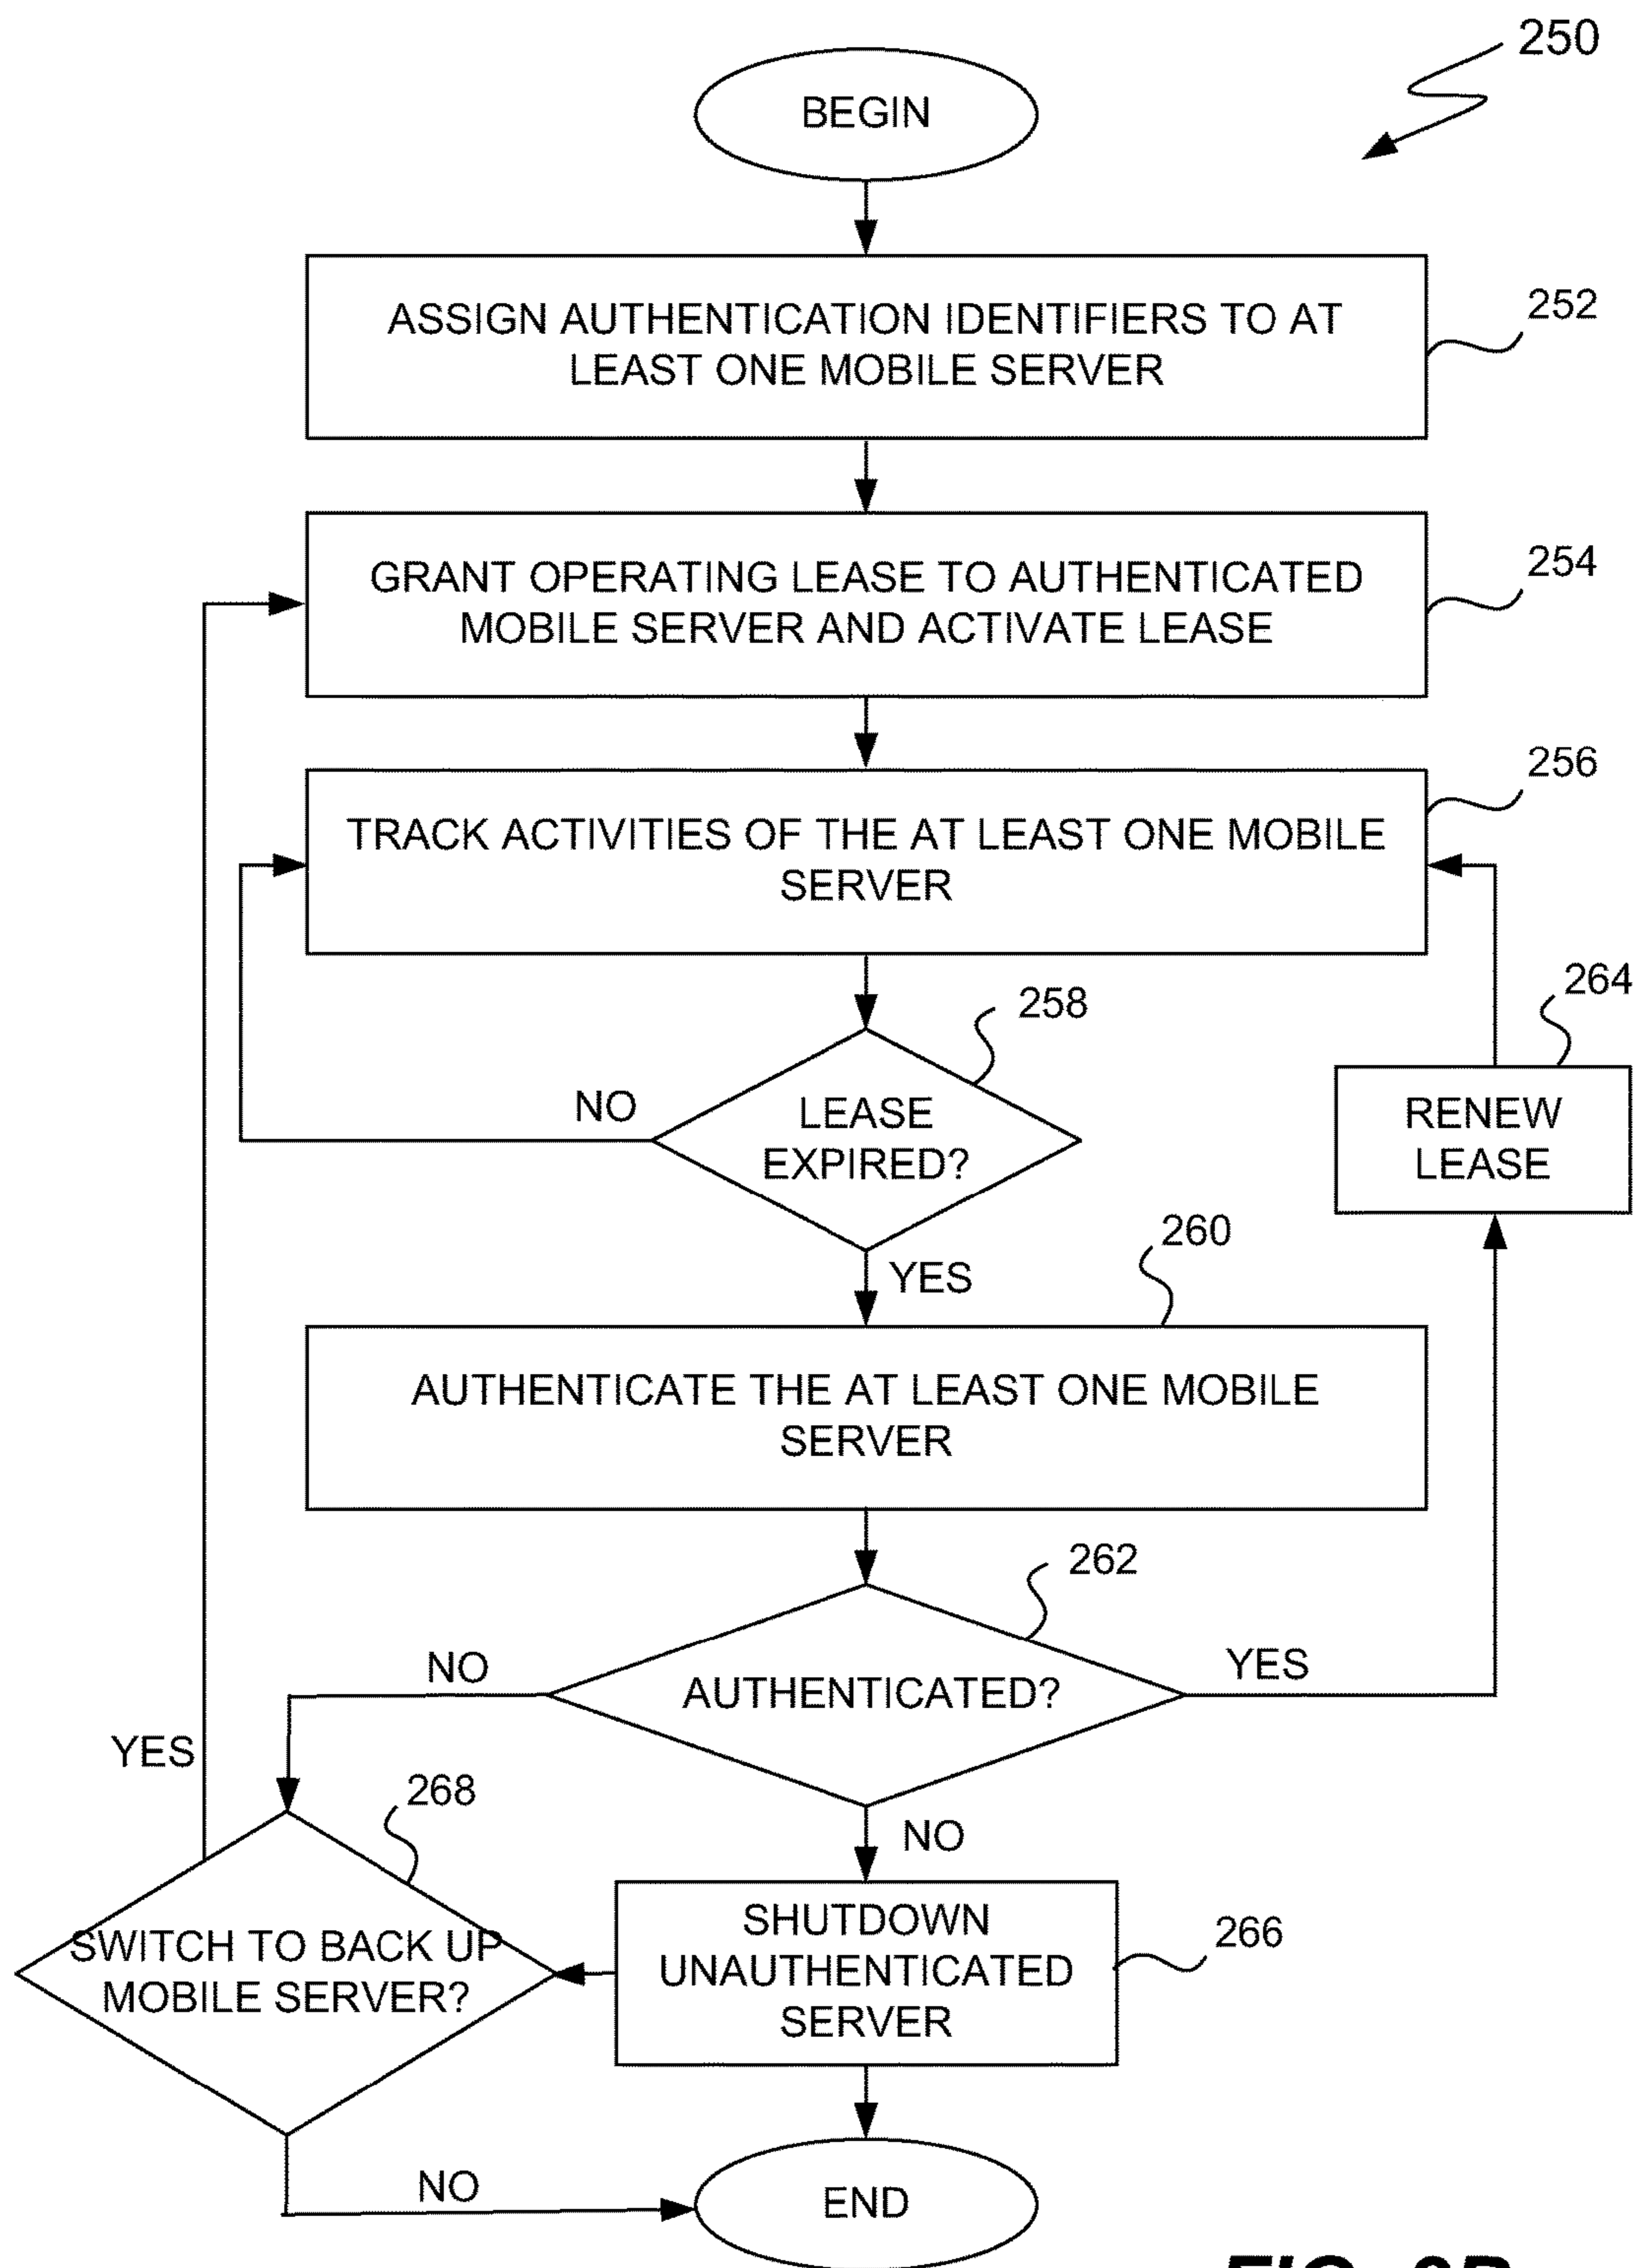 250
BEGIN
ASSIGN AUTHENTICATION IDENTIFIERS TO AT
LEAST ONE MOBILE SERVER
252
GRANT OPERATING LEASE TO AUTHENTICATED
MOBILE SERVER AND ACTIVATE LEASE
254
TRACK ACTIVITIES OF THE AT LEAST ONE MOBILE
SERVER
256
258
LEASE
EXPIRED?
NO
YES
264
RENEW
LEASE
260
AUTHENTICATE THE AT LEAST ONE MOBILE
SERVER
262
AUTHENTICATED?
NO
YES
YES
268
NO
SWITCH TO BACK UP
MOBILE SERVER?
SHUTDOWN
UNAUTHENTICATED
SERVER
266
NO
END